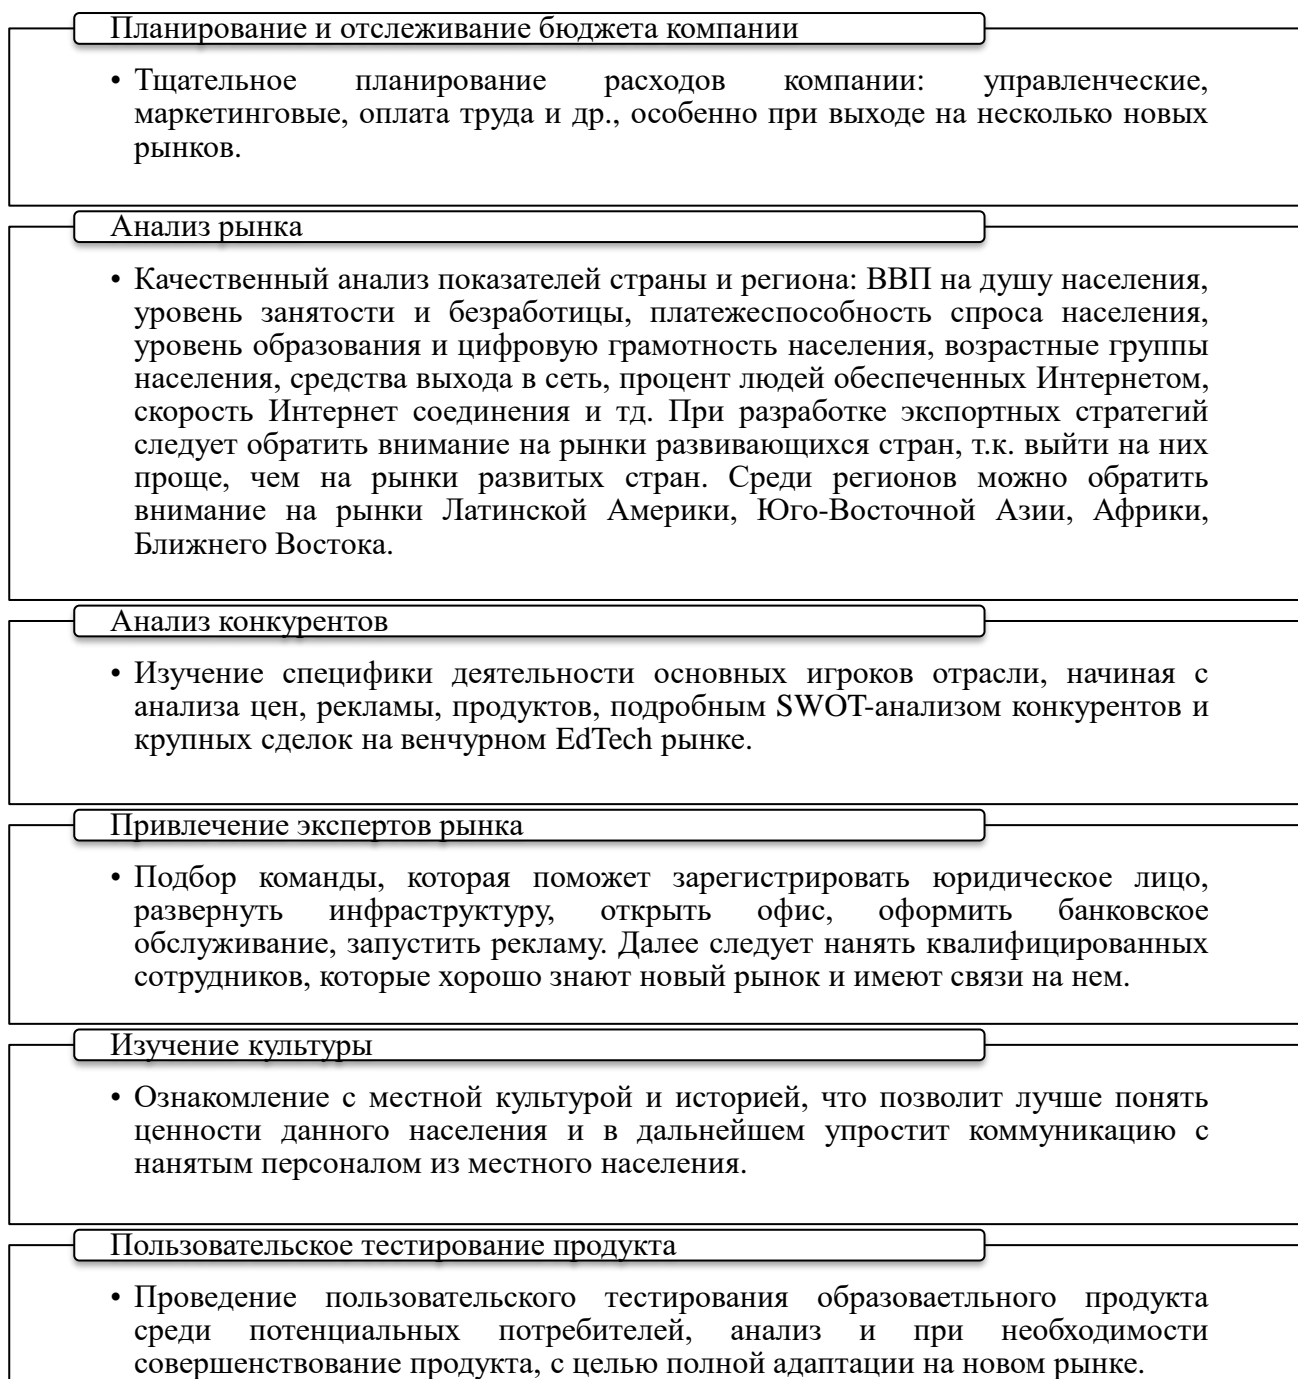 Планирование и отслеживание бюджета компании
• Тщательное планирование расходов компании: управленческие,
маркетинговые, оплата труда и др., особенно при выходе на несколько новых
рынков.
Анализ рынка
• Качественный анализ показателей страны и региона: ВВП на душу населения,
уровень занятости и безработицы, платежеспособность спроса населения,
уровень образования и цифровую грамотность населения, возрастные группы
населения, средства выхода в сеть, процент людей обеспеченных Интернетом,
скорость Интернет соединения и тд. При разработке экспортных стратегий
следует обратить внимание на рынки развивающихся стран, т.к. выйти на них
проще, чем на рынки развитых стран. Среди регионов можно обратить
внимание на рынки Латинской Америки, Юго-Восточной Азии, Африки,
Ближнего Востока.
Анализ конкурентов
• Изучение специфики деятельности основных игроков отрасли, начиная с
анализа цен, рекламы, продуктов, подробным SWOT-анализом конкурентов и
крупных сделок на венчурном EdTech рынке.
Привлечение экспертов рынка
• Подбор команды, которая поможет зарегистрировать юридическое лицо,
развернуть инфраструктуру, открыть офис, оформить банковское
обслуживание, запустить рекламу. Далее следует нанять квалифицированных
сотрудников, которые хорошо знают новый рынок и имеют связи на нем.
Изучение культуры
• Ознакомление с местной культурой и историей, что позволит лучше понять
ценности данного населения и в дальнейшем упростит коммуникацию с
нанятым персоналом из местного населения.
Пользовательское тестирование продукта
• Проведение пользовательского тестирования образоваетльного продукта
среди потенциальных потребителей, анализ и при необходимости
совершенствование продукта, с целью полной адаптации на новом рынке.